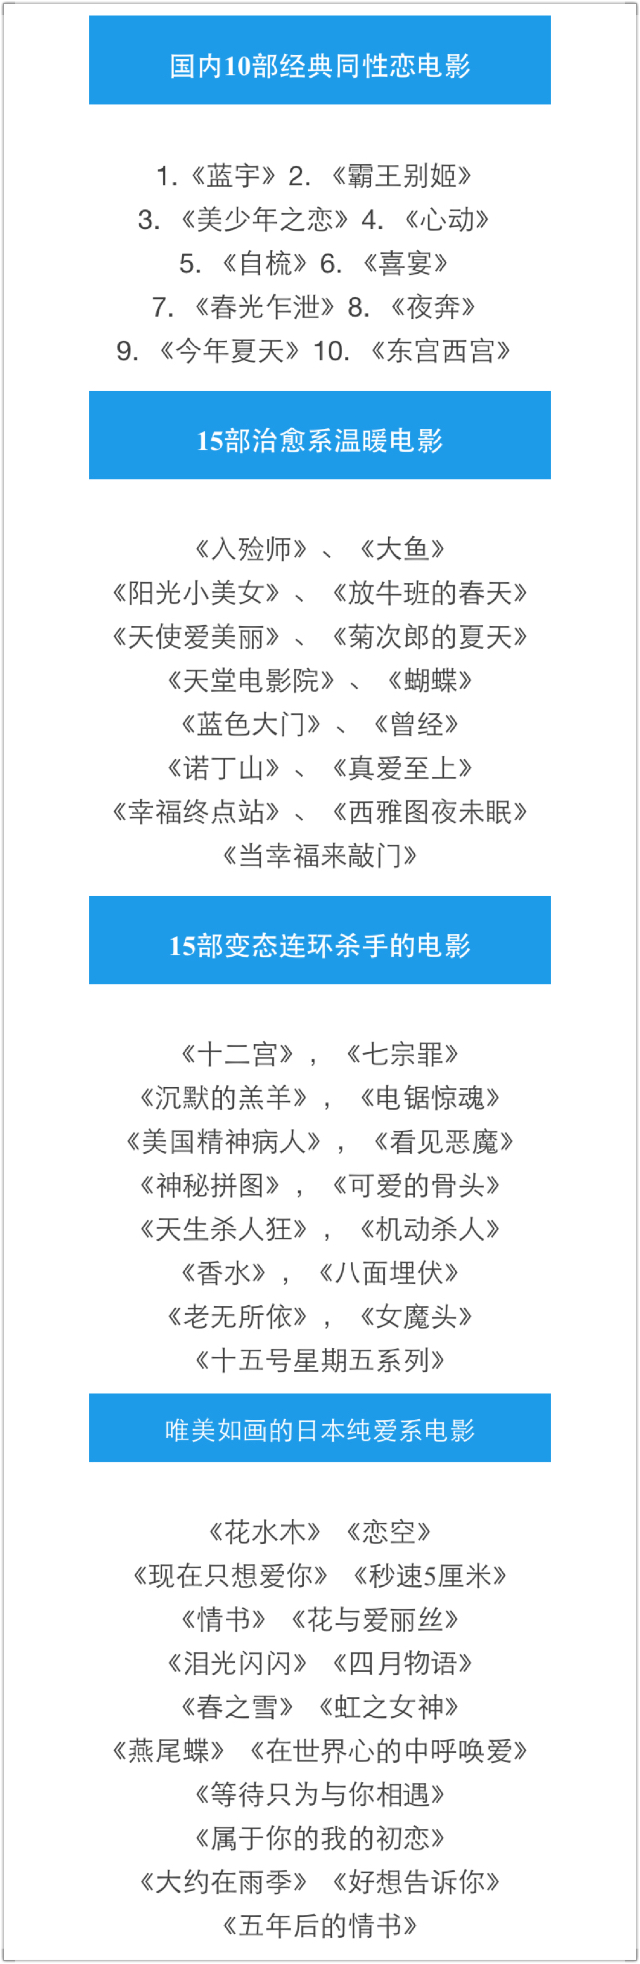 国内10部经典同性恋电影
1.《蓝宇》2. 《霸王别姬》
3. 《美少年之恋》4. 《心动》
5. 《自梳》6. 《喜宴》
7. 《春光乍泄》8. 《夜奔》
9. 《今年夏天》10. 《东宫西宫》
15部治愈系温暖电影
《入殓师》、《大鱼》
《阳光小美女》、《放牛班的春天》
《天使爱美丽》、《菊次郎的夏天》
《天堂电影院》、《蝴蝶》
《蓝色大门》、《曾经》
《诺丁山》、《真爱至上》
《幸福终点站》、《西雅图夜未眠》
《当幸福来敲门》
15部变态连环杀手的电影
《十二宫》，《七宗罪》
《沉默的羔羊》，《电锯惊魂》
《美国精神病人》，《看见恶魔》
《神秘拼图》，《可爱的骨头》
《天生杀人狂》，《机动杀人》
《香水》，《八面埋伏》
《老无所依》，《女魔头》
《十五号星期五系列》
唯美如画的日本纯爱系电影
《花水木》《恋空》
《现在只想爱你》《秒速5厘米》
《情书》《花与爱丽丝》
《泪光闪闪》《四月物语》
《春之雪》《虹之女神》
《燕尾蝶》《在世界心的中呼唤爱》
《等待只为与你相遇》
《属于你的我的初恋》
《大约在雨季》《好想告诉你》
《五年后的情书》